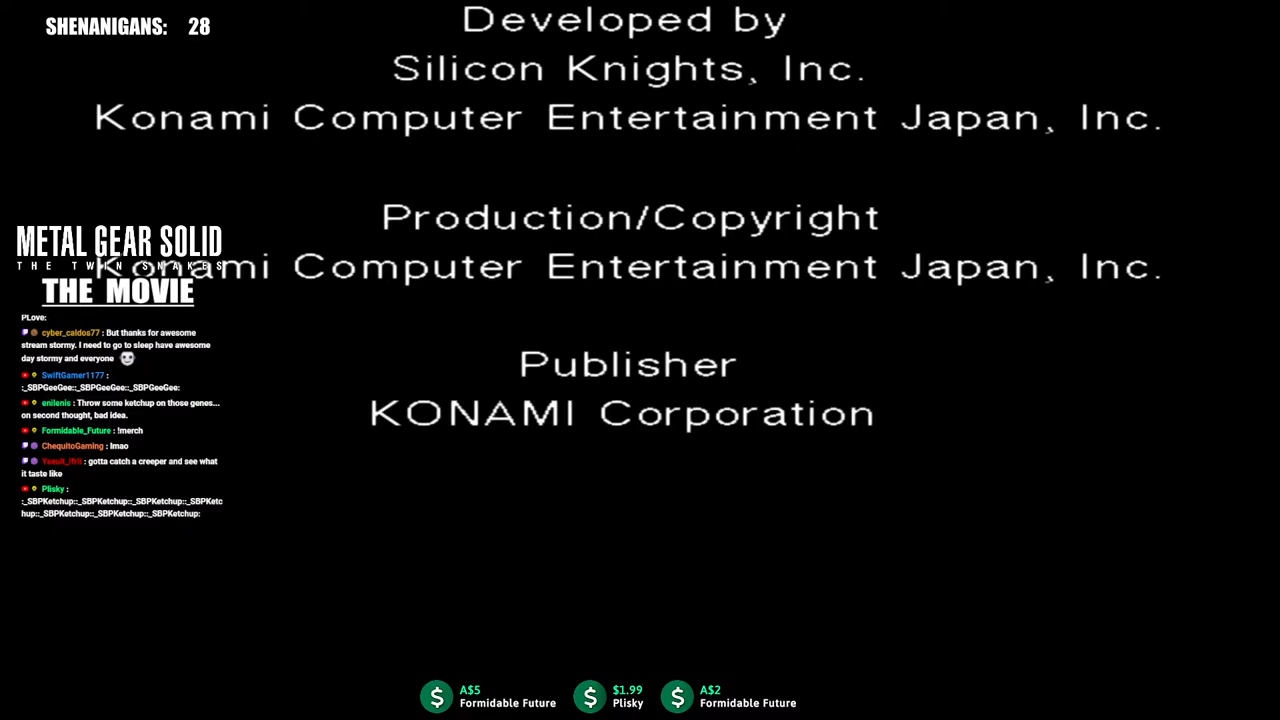 SHENANIGANS: 28
Developed by
Silicon Knights, Inc.
Konami Computer Entertainment Japan, Inc.
Production/Copyright
Konami Computer Entertainment Japan, Inc.
Publisher
KONAMI Corporation
METAL GEAR SOLID
THE TWIN SNAKES
THE MOVIE
PLove:
cyber_caldos77 : But thanks for awesome
stream stormy. I need to go to sleep have awesome
day stormy and everyone
SwiftGamer1177 :
:_SBPGeeGee::_SBPGeeGee::_SBPGeeGee:
enilenis : Throw some ketchup on those genes...
on second thought, bad idea.
Formidable_Future : !merch
ChequitoGaming : lmao
: gotta catch a creeper and see what
it taste like
Plisky :
:_SBPKetchup::_SBPKetchup::_SBPKetchup::_SBPKetc
hup::_SBPKetchup::_SBPKetchup::_SBPKetchup:
A$5
Formidable Future
$1.99
Plisky
A$2
Formidable Future